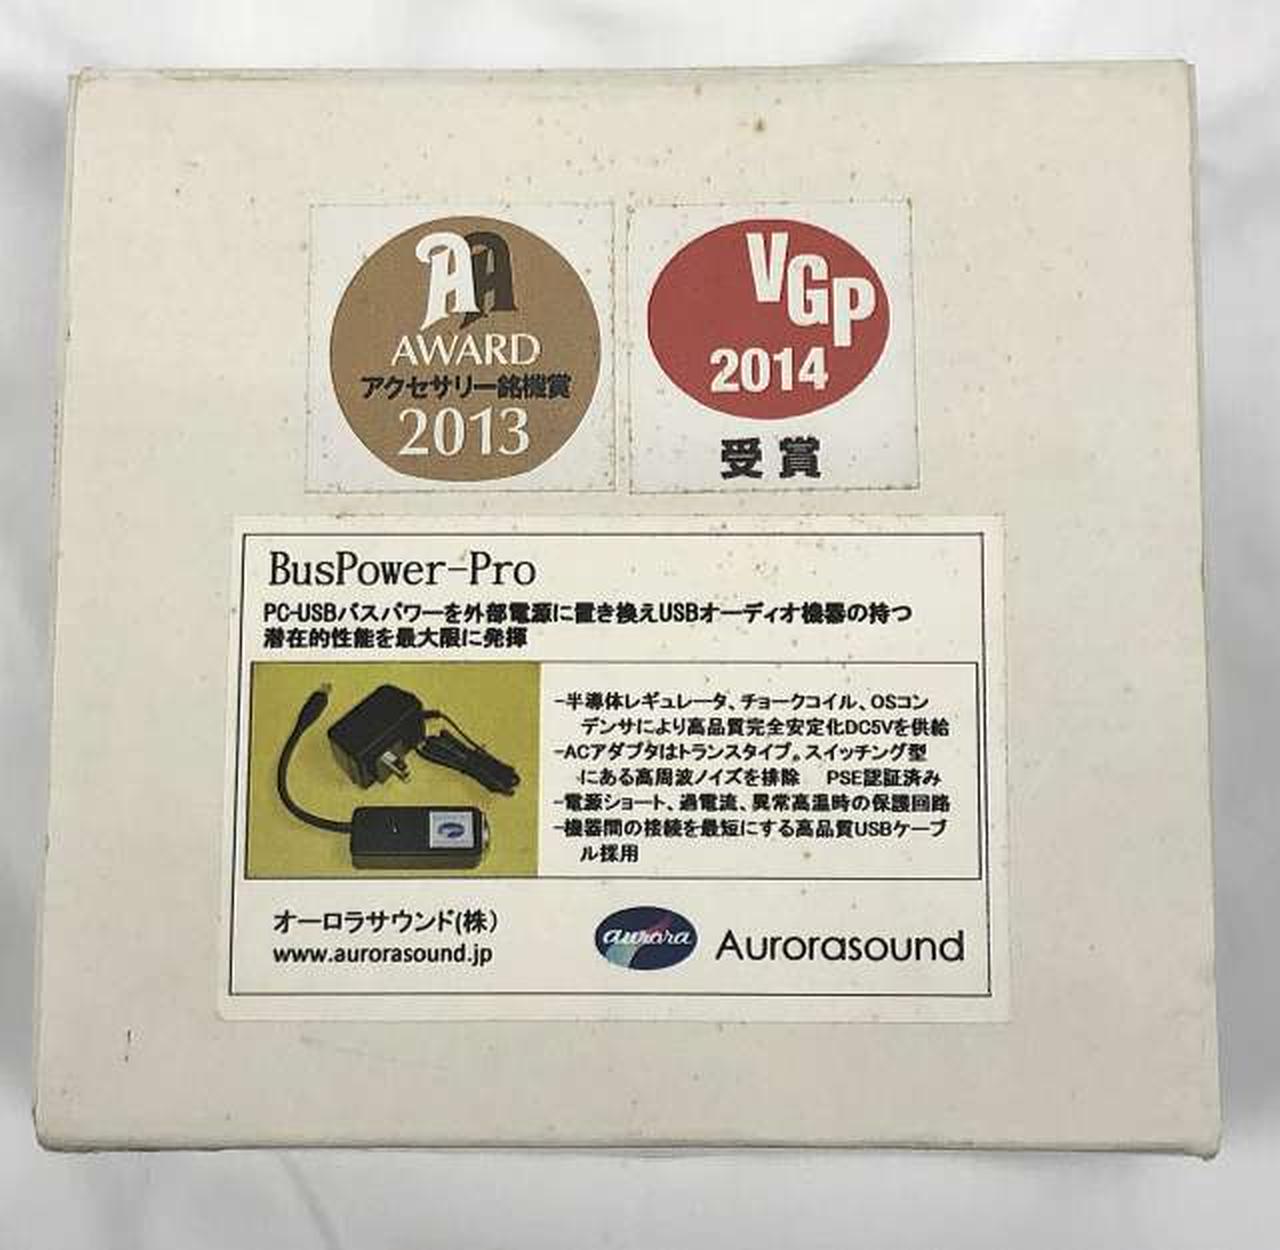 AA
AWARD
アクセサリー銘機賞
2013
VGP
2014
受賞
BusPower-Pro
PC-USBバスパワーを外部電源に置き換えUSBオーディオ機器の持つ
潜在的性能を最大限に発揮
-半導体レギュレータ、チョークコイル、OSコン
デンサにより高品質完全安定化DC5Vを供給
-ACアダプタはトランスタイプ。スイッチング型
にある高周波ノイズを排除 PSE認証済み
-電源ショート、過電流、異常高温時の保護回路
-機器間の接続を最短にする高品質USBケーブ
ル採用
オーロラサウンド(株)
www.aurorasound.jp
aurora
Aurorasound